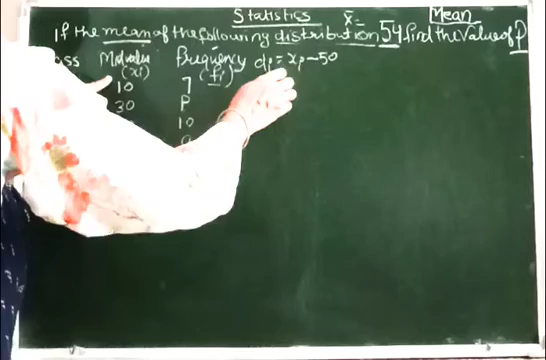 Statistics
x̄= Mean
If the mean of the following distribution 54 find the value of P
Midvalue Frequency di = xi - 50
(xi) (fi)
10 7
30 P
10